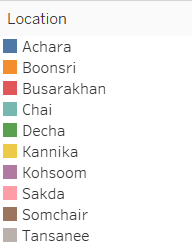 Location
Achara
Boonsri
Busarakhan
Chai
Decha
Kannika
Kohsoom
Sakda
Somchair
Tansanee